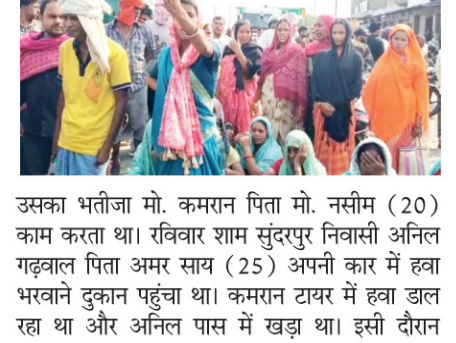 उसका भतीजा मो. कमरान पिता मो. नसीम (20)
काम करता था। रविवार शाम सुंदरपुर निवासी अनिल
गढ़वाल पिता अमर साय (25) अपनी कार में हवा
भरवाने दुकान पहुंचा था। कमरान टायर में हवा डाल
रहा था और अनिल पास में खड़ा था। इसी दौरान